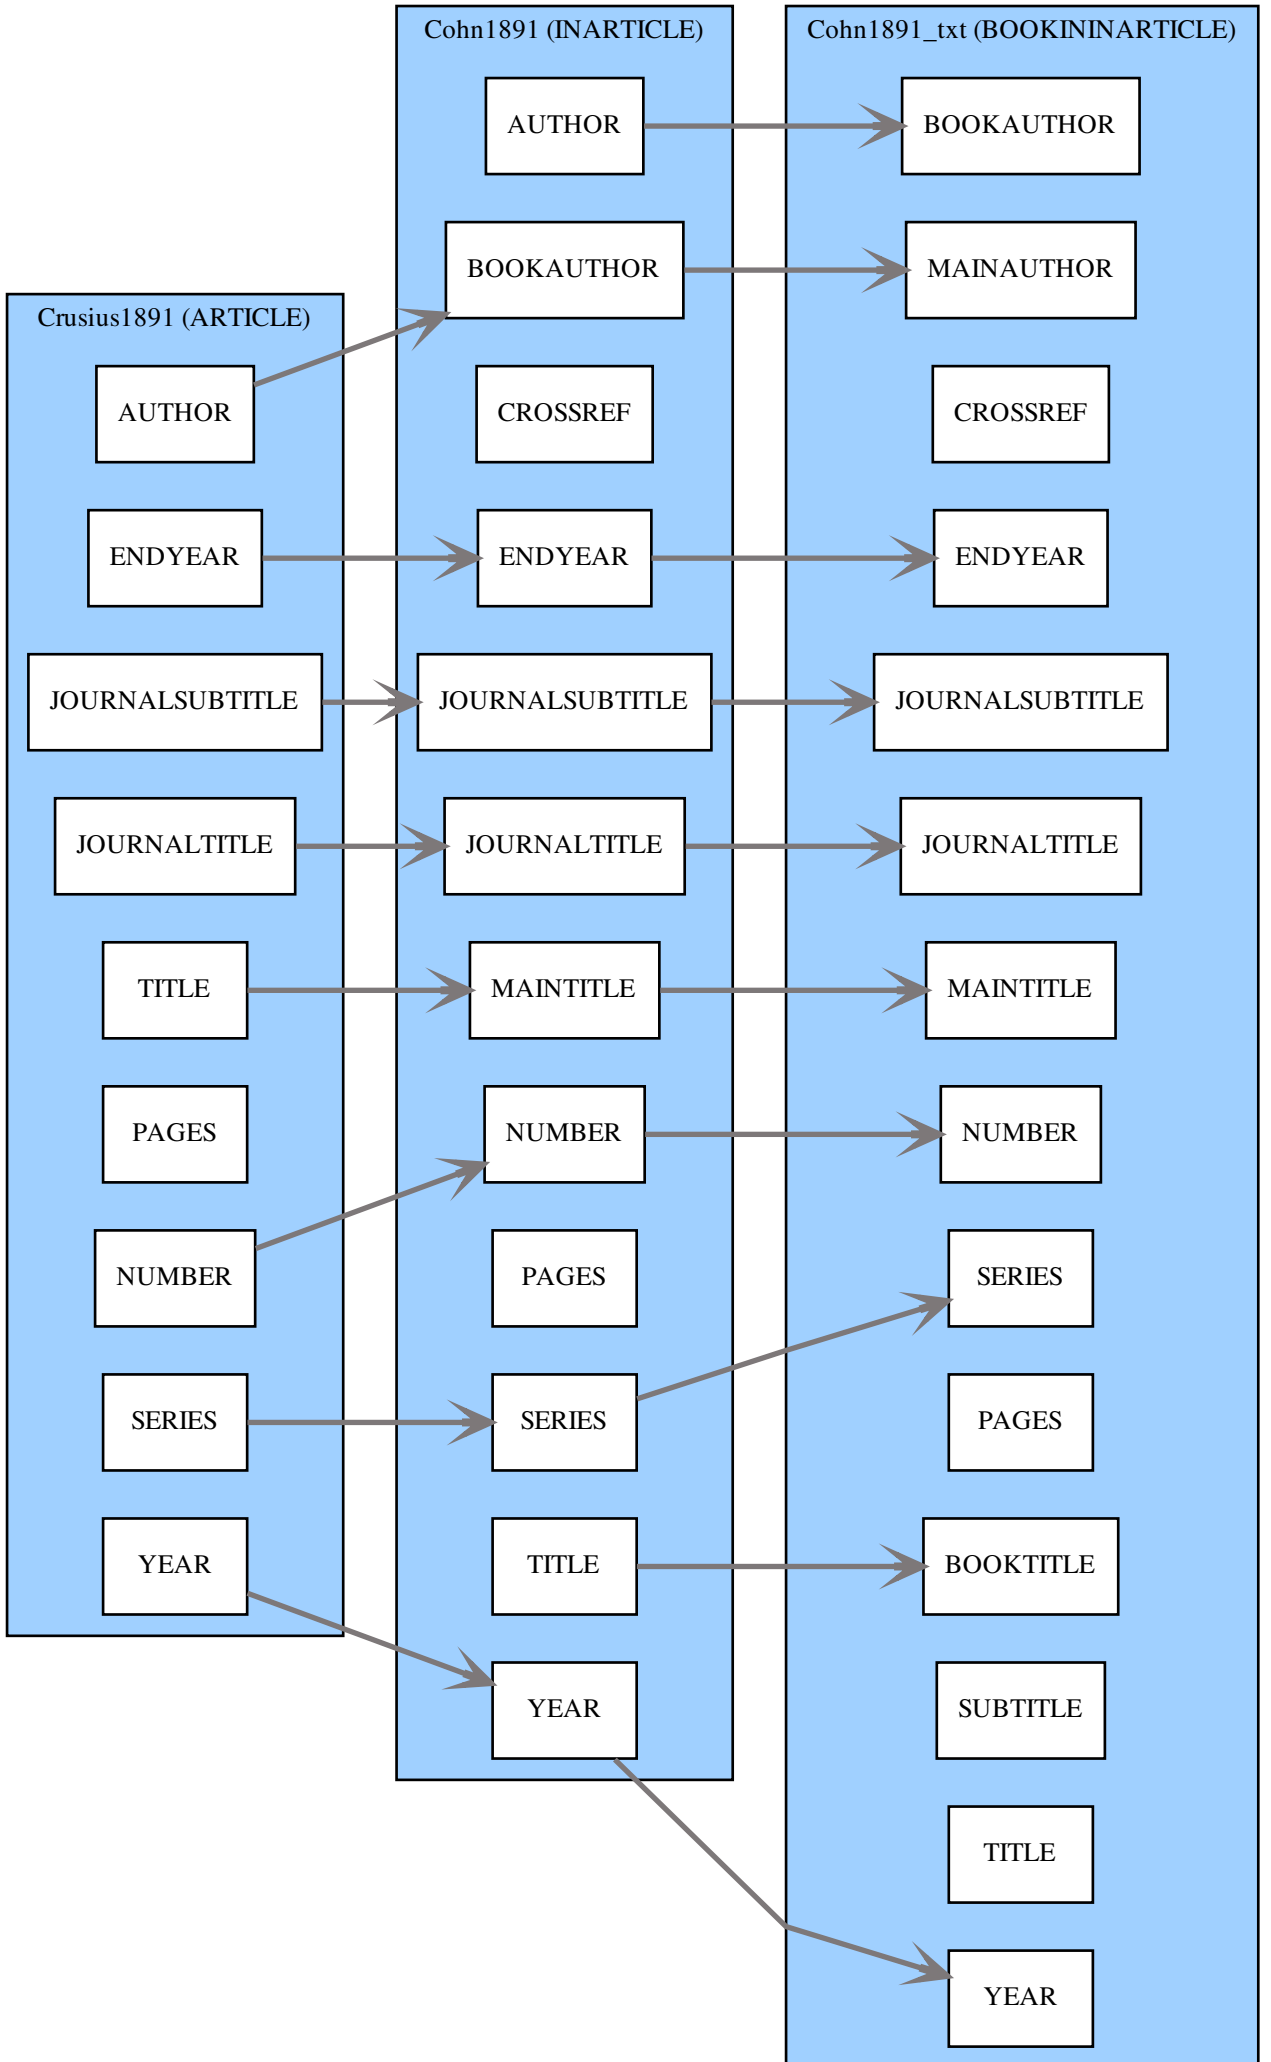 Crusius1891 (ARTICLE)
AUTHOR
ENDYEAR
JOURNALSUBTITLE
JOURNALTITLE
TITLE
PAGES
NUMBER
SERIES
YEAR
Cohn1891 (INARTICLE)
AUTHOR
BOOKAUTHOR
CROSSREF
ENDYEAR
JOURNALSUBTITLE
JOURNALTITLE
MAINTITLE
NUMBER
PAGES
SERIES
TITLE
YEAR
Cohn1891_txt (BOOKININARTICLE)
BOOKAUTHOR
MAINAUTHOR
CROSSREF
ENDYEAR
JOURNALSUBTITLE
JOURNALTITLE
MAINTITLE
NUMBER
SERIES
PAGES
BOOKTITLE
SUBTITLE
TITLE
YEAR